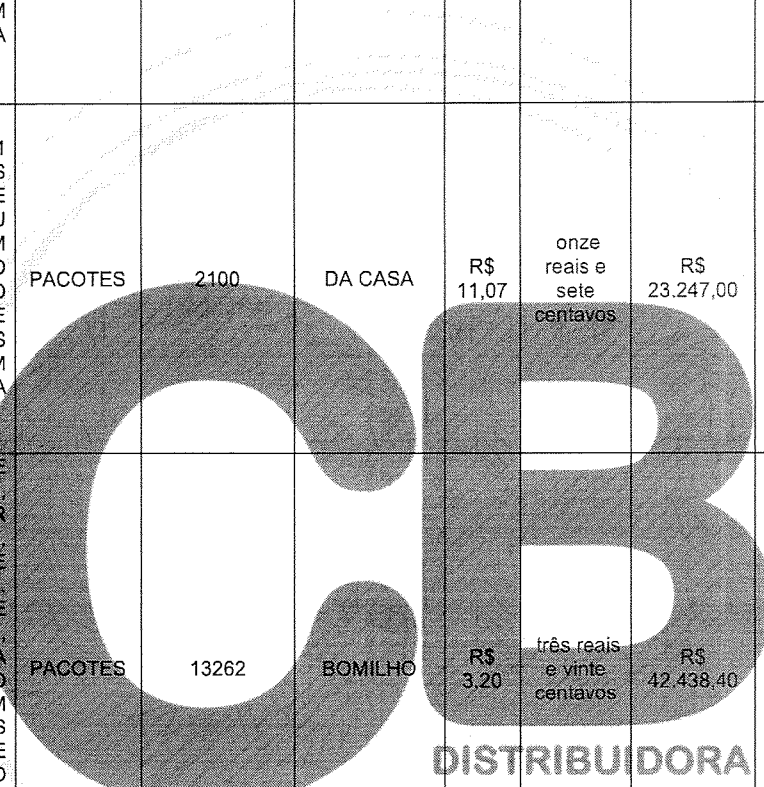 PACOTES 2100 DA CASA R$ 11,07 onze reais e sete centavos R$ 23.247,00
PACOTES 13262 BOMILHO R$ 3,20 três reais e vinte centavos R$ 42.438,40
CB
DISTRIBUIDORA